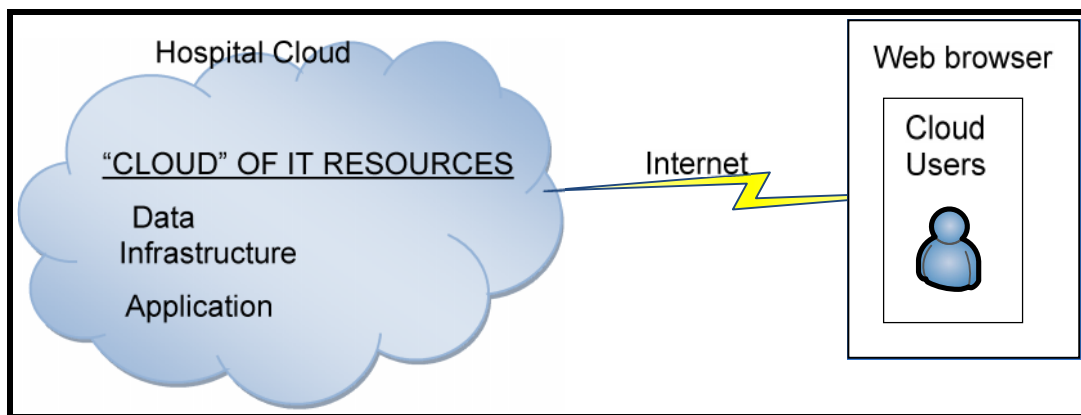 Hospital Cloud
“CLOUD” OF IT RESOURCES
Data
Infrastructure
Application
Internet
Web browser
Cloud
Users